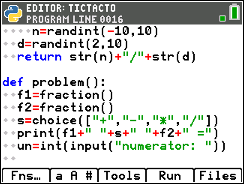 EDITOR: TICTACTO
PROGRAM LINE 0016
n=randint(-10,10)
d=randint(2,10)
return str(n)+"/"+str(d)
def problem():
f1=fraction()
f2=fraction()
s=choice(["+","-","*","/"])
print(f1+" "+s+" "+f2+" =")
un=int(input("numerator: "))
Fns… a A # Tools Run Files